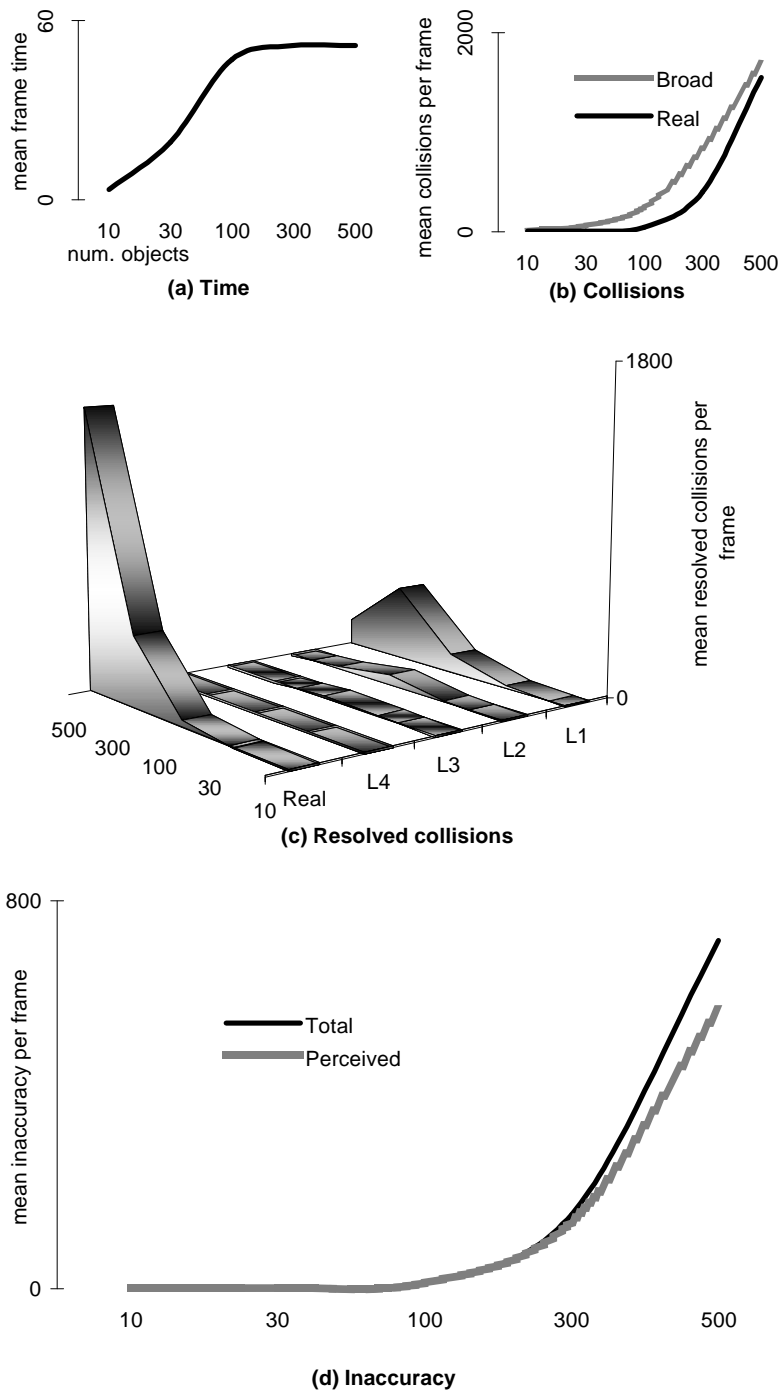 60
mean frame time
0
10 30 100 300 500
num. objects
(a) Time
2000
mean collisions per frame
Broad
Real
0
10 30 100 300 500
(b) Collisions
1800
mean resolved collisions per
frame
0
500
300
100
30
10
Real
L4
L3
L2
L1
(c) Resolved collisions
800
mean inaccuracy per frame
Total
Perceived
0
10 30 100 300 500
(d) Inaccuracy